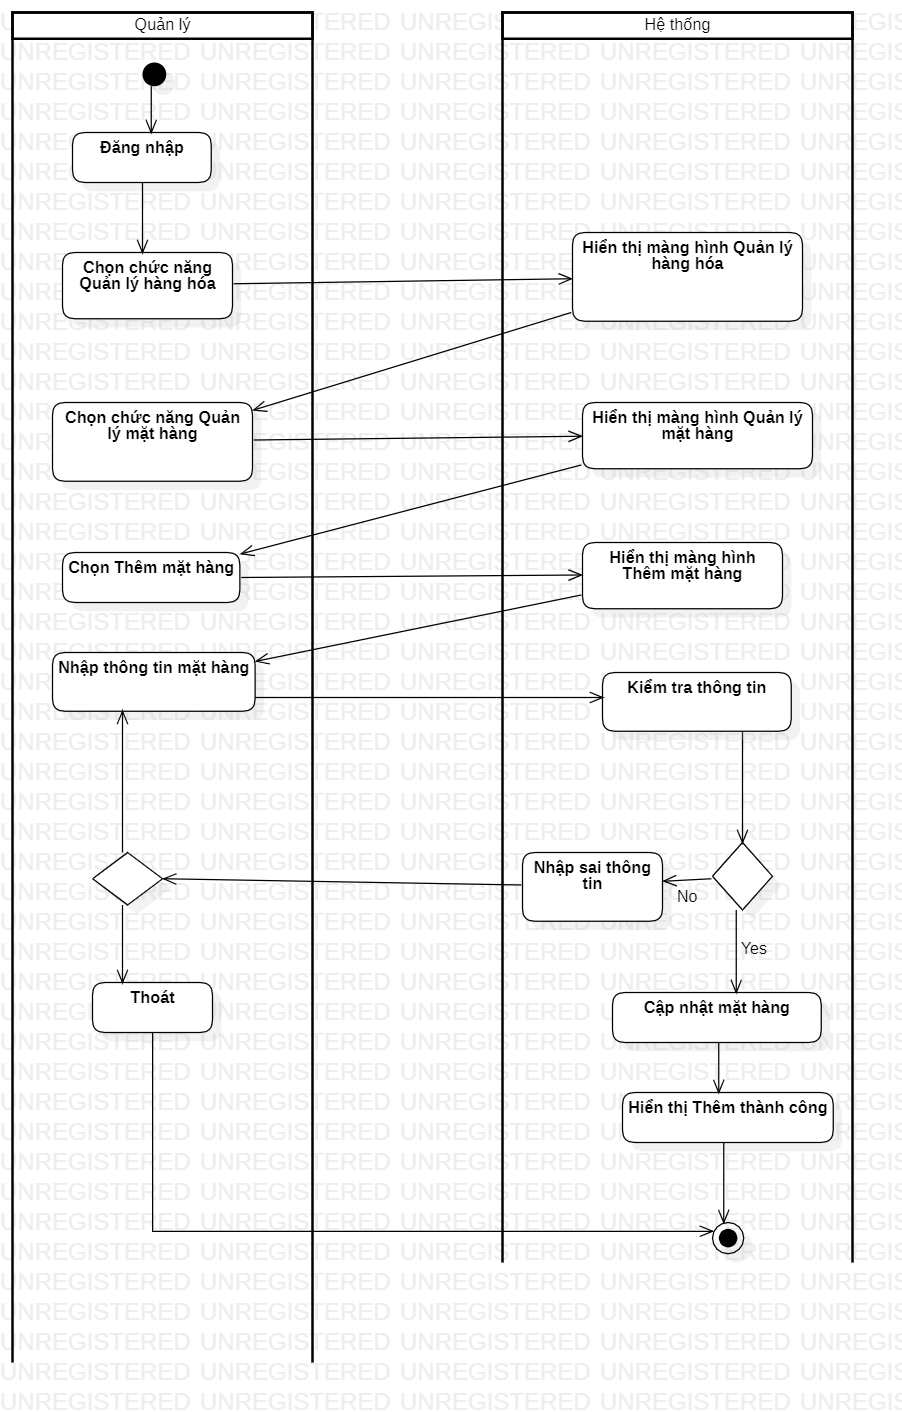 Quản lý
Hệ thống
Đăng nhập
Chọn chức năng
Quản lý hàng hóa
Hiển thị màng hình Quản lý
hàng hóa
Chọn chức năng Quản
lý mặt hàng
Hiển thị màng hình Quản lý
mặt hàng
Chọn Thêm mặt hàng
Hiển thị màng hình
Thêm mặt hàng
Nhập thông tin mặt hàng
Kiểm tra thông tin
Nhập sai thông
tin
No
Yes
Thoát
Cập nhật mặt hàng
Hiển thị Thêm thành công
UNREGISTERED